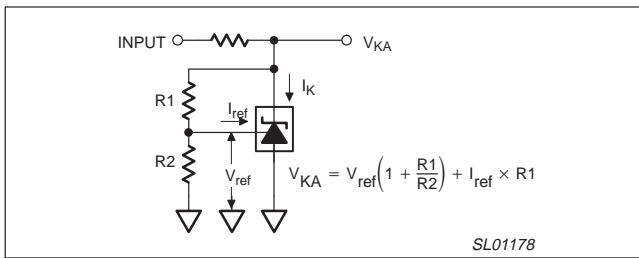 INPUT
V_KA
I_K
R1
I_ref
R2
V_ref
V_KA = V_ref(1 + R1/R2) + I_ref × R1
SL01178